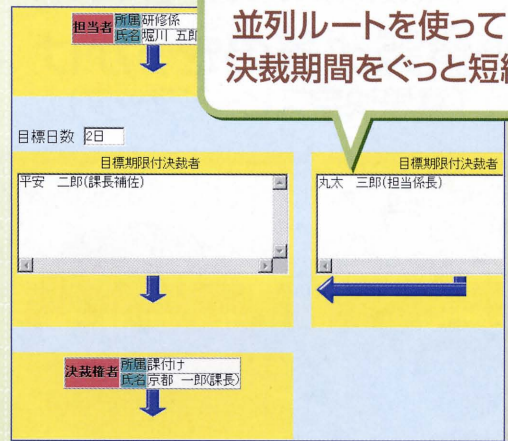 並列ルートを使って
決裁期間をぐっと短縮
担当者 所属 研修係
氏名 堀川 五郎
目標日数 2日
目標期限付決裁者
平安 二郎(課長補佐)
目標期限付決裁者
丸太 三郎(担当係長)
決裁権者 所属 課付け
氏名 京都 一郎(課長)